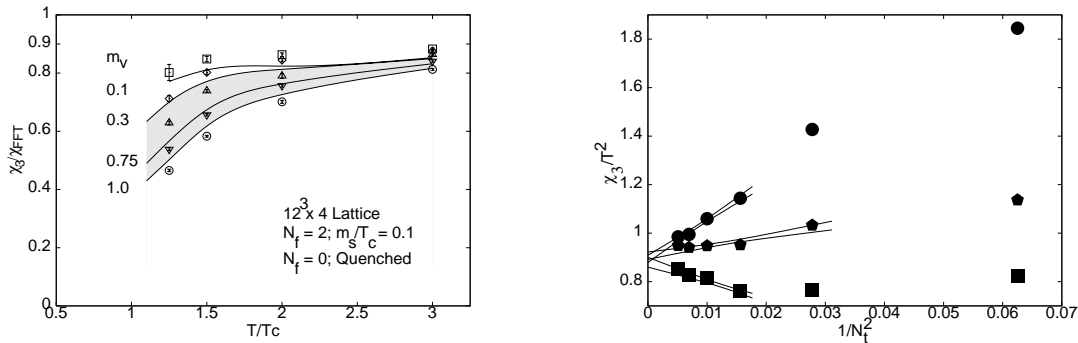 1
0.9
0.8
0.6
0.4
0.2
0
χ3/χFFT
m_v
0.1
0.3
0.75
1.0
12^3 x 4 Lattice
N_f = 2; m_s/T_c = 0.1
N_f = 0; Quenched
0.5 1 1.5 2 2.5 3
T/Tc
1.8
1.6
1.4
1.2
1
0.8
χ3/T^2
0 0.01 0.02 0.03 0.04 0.05 0.06 0.07
1/N_t^2